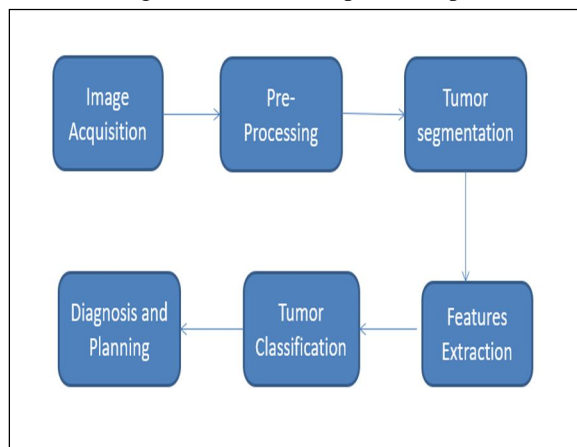 Image
Acquisition
Pre-
Processing
Tumor
segmentation
Features
Extraction
Tumor
Classification
Diagnosis and
Planning